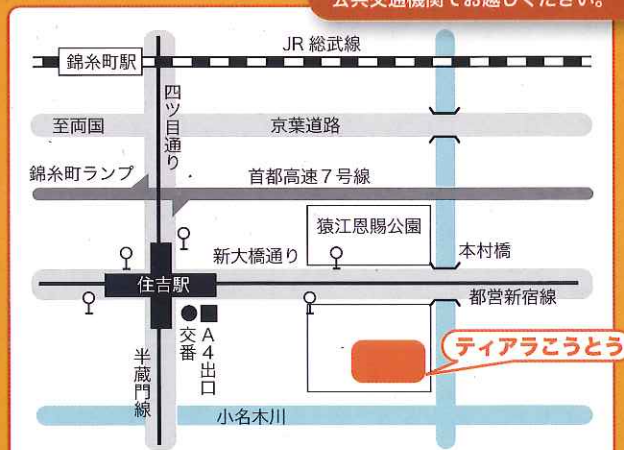 公共交通機関でお越しください。
JR 総武線
錦糸町駅
四ツ目通り
至両国
京葉道路
錦糸町ランプ
首都高速7号線
猿江恩賜公園
新大橋通り
本村橋
住吉駅
都営新宿線
交番
A4出口
ティアラこうとう
半蔵門線
小名木川